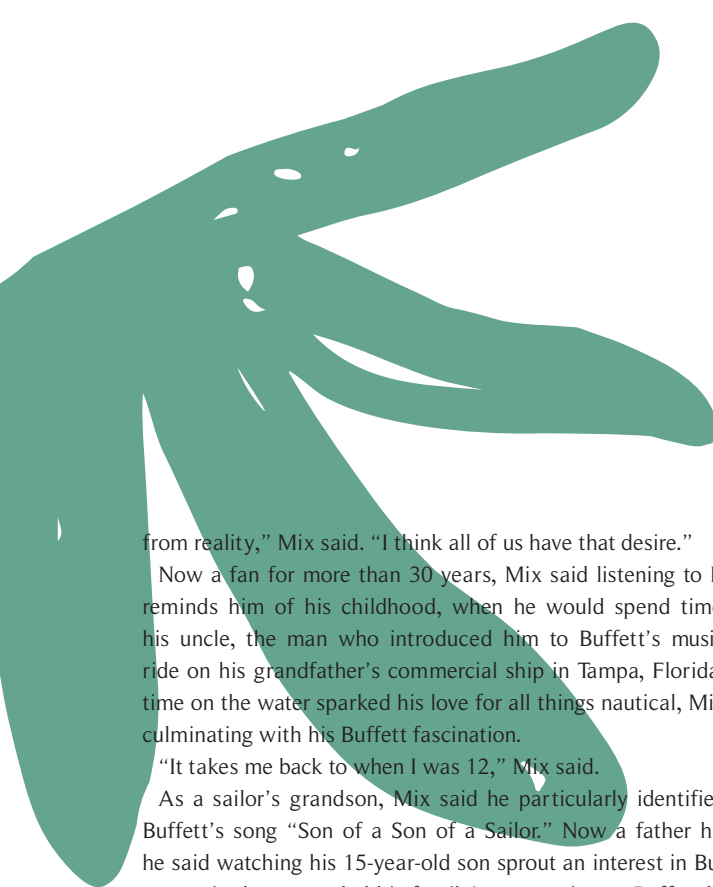 from reality,” Mix said. “I think all of us have that desire.”
Now a fan for more than 30 years, Mix said listening to
reminds him of his childhood, when he would spend
his uncle, the man who introduced him to Buffett’s
ride on his grandfather’s commercial ship in Tampa,
time on the water sparked his love for all things nautical,
culminating with his Buffett fascination.
“It takes me back to when I was 12,” Mix said.
As a sailor’s grandson, Mix said he particularly
Buffett’s song “Son of a Son of a Sailor.” Now a father
he said watching his 15-year-old son sprout an interest in